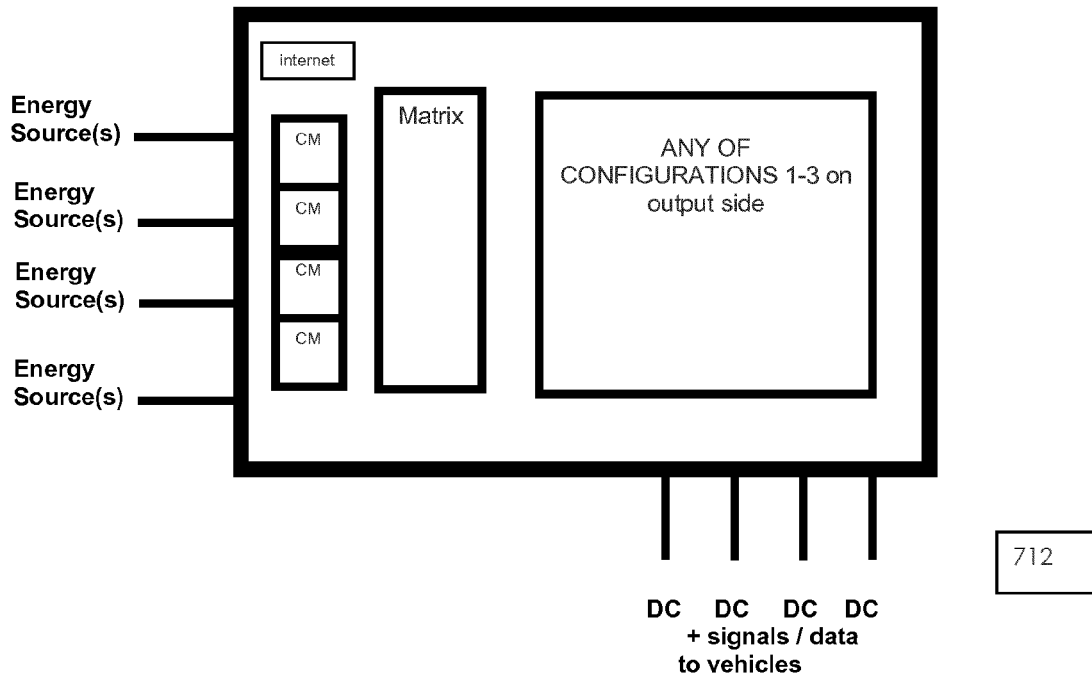 internet
Energy
Source(s)
Energy
Source(s)
Energy
Source(s)
Energy
Source(s)
CM
CM
CM
CM
Matrix
ANY OF
CONFIGURATIONS 1-3 on
output side
712
DC DC DC DC
+ signals / data
to vehicles